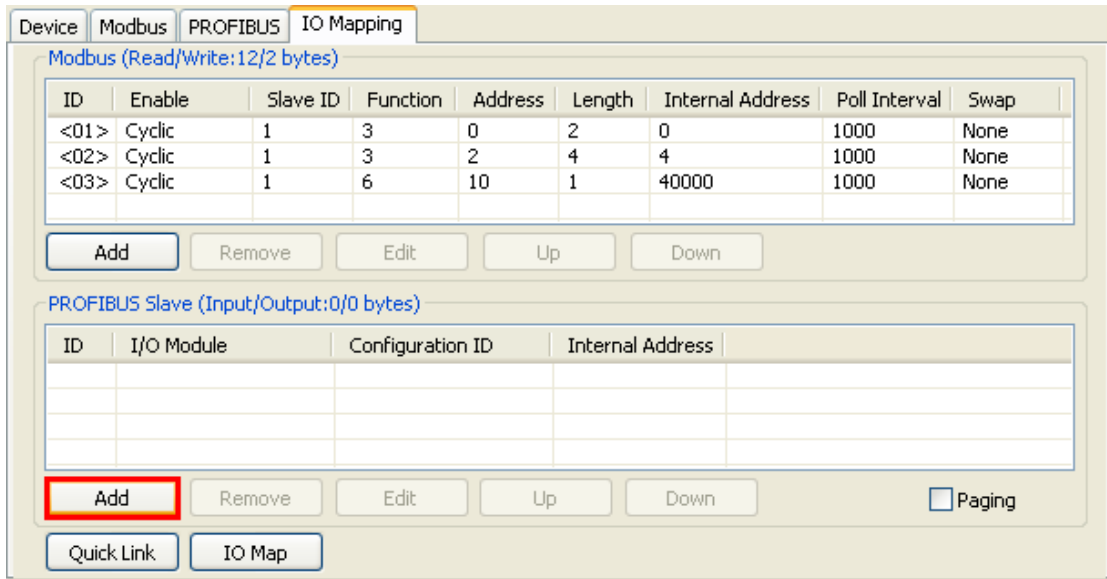 Device Modbus PROFIBUS IO Mapping
Modbus (Read/Write:12/2 bytes)
ID Enable Slave ID Function Address Length Internal Address Poll Interval Swap
<01> Cyclic 1 3 0 2 0 1000 None
<02> Cyclic 1 3 2 4 4 1000 None
<03> Cyclic 1 6 10 1 40000 1000 None
Add Remove Edit Up Down
PROFIBUS Slave (Input/Output:0/0 bytes)
ID I/O Module Configuration ID Internal Address
Add Remove Edit Up Down Paging
Quick Link IO Map